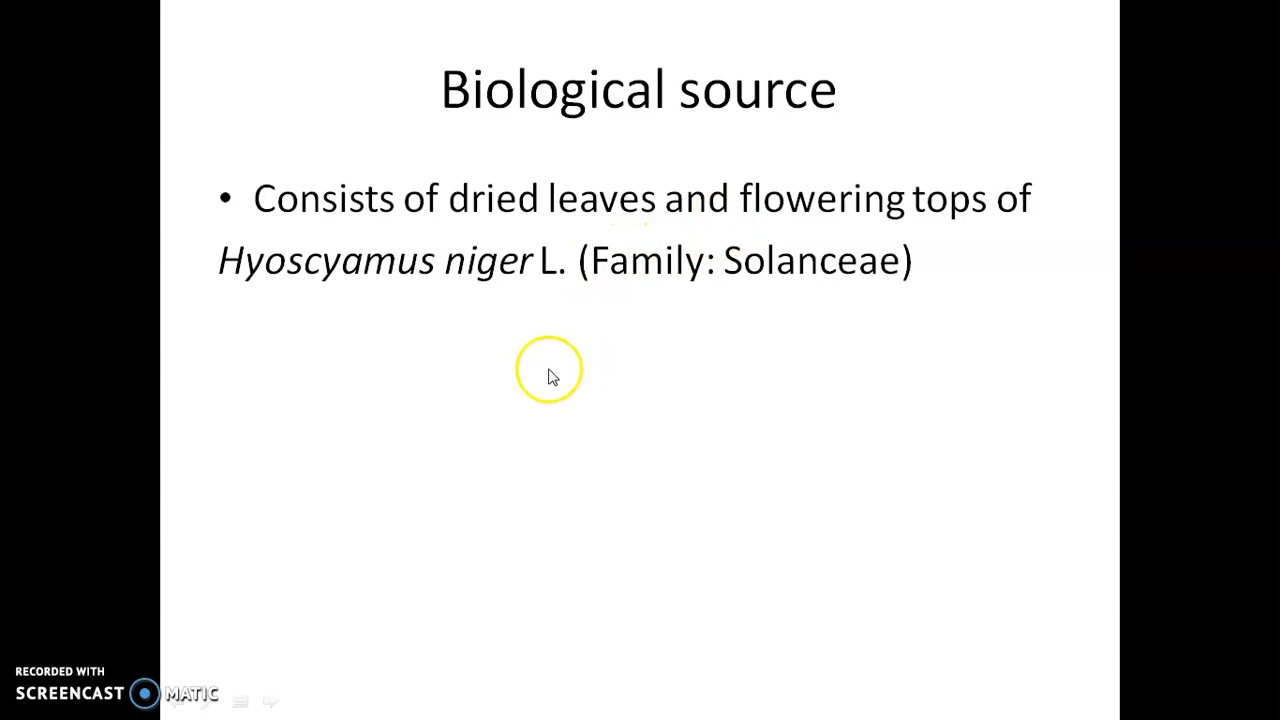 Biological source
• Consists of dried leaves and flowering tops of
Hyoscyamus niger L. (Family: Solanceae)
RECORDED WITH
SCREENCAST MATIC